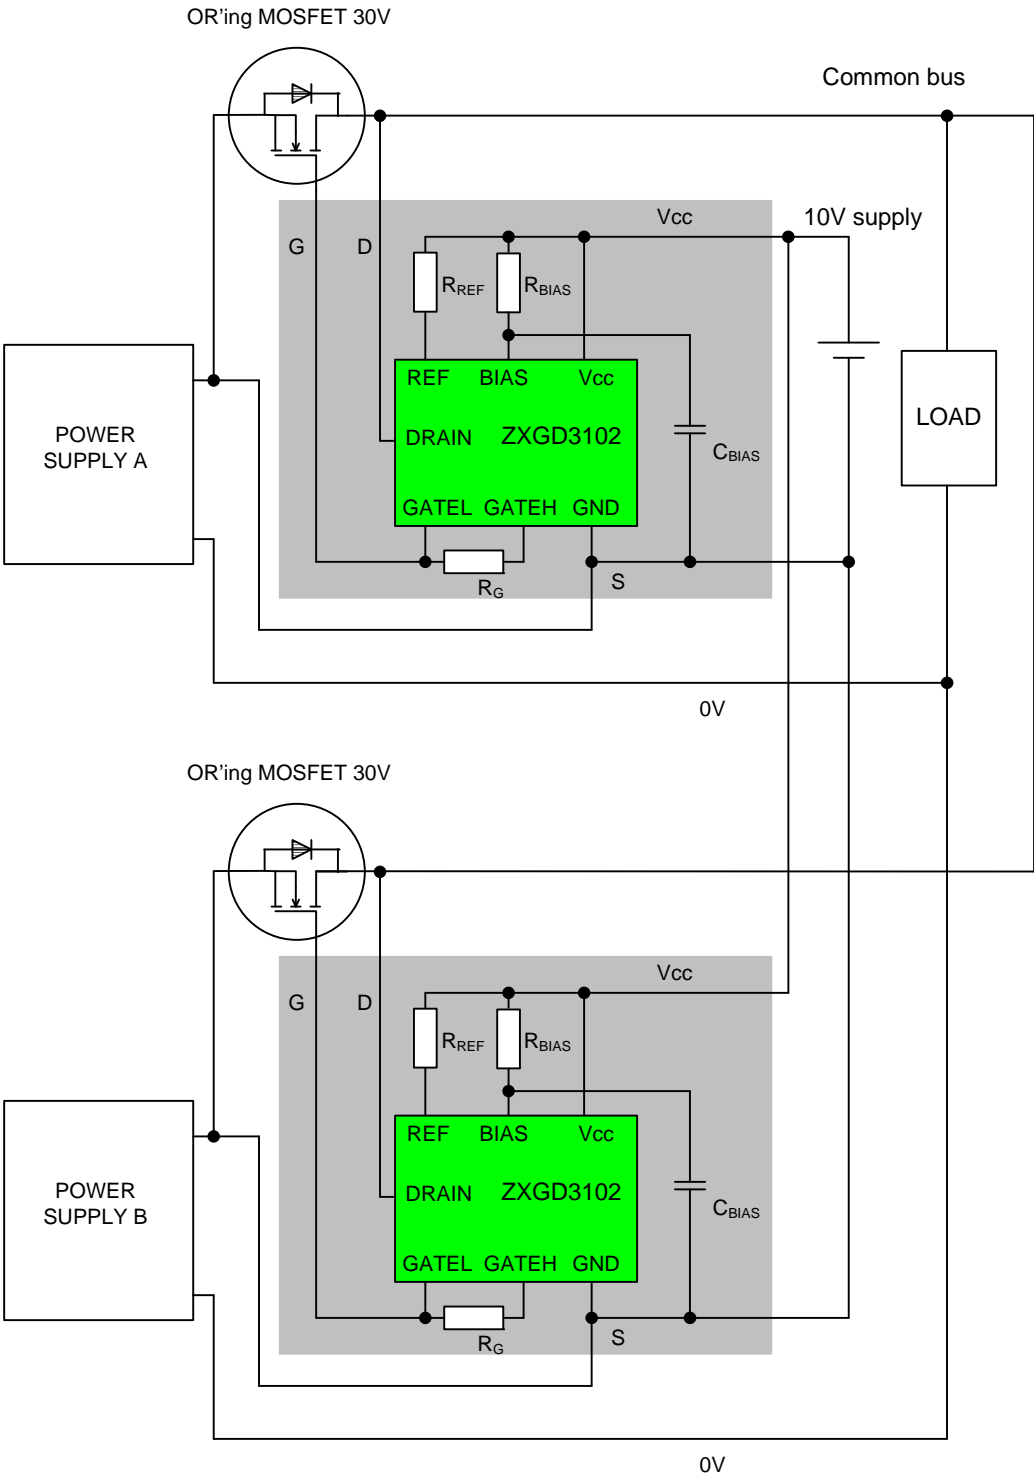 OR'ing MOSFET 30V
Common bus
Vcc
10V supply
G
D
RREF
RBIAS
REF
BIAS
Vcc
POWER
SUPPLY A
DRAIN
ZXGD3102
CBIAS
LOAD
GATEL
GATEH
GND
RG
S
0V
OR'ing MOSFET 30V
Vcc
G
D
RREF
RBIAS
REF
BIAS
Vcc
POWER
SUPPLY B
DRAIN
ZXGD3102
CBIAS
GATEL
GATEH
GND
RG
S
0V